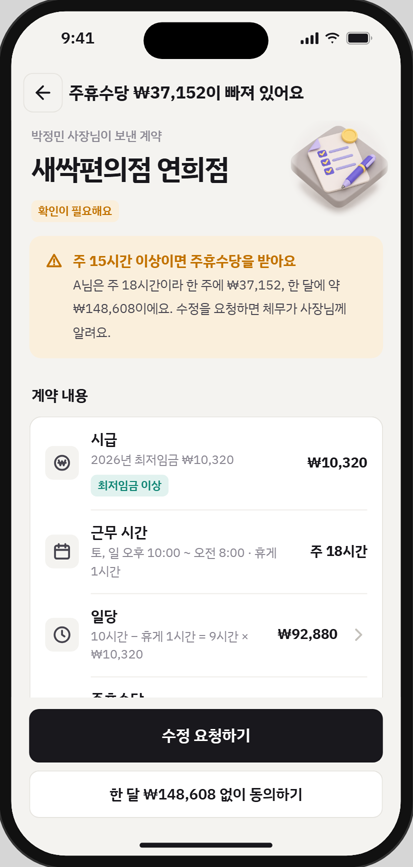 9:41
주휴수당 ₩37,152이 빠져 있어요
박정민 사장님이 보낸 계약
새싹편의점 연희점
확인이 필요해요
주 15시간 이상이면 주휴수당을 받아요
A님은 주 18시간이라 한 주에 ₩37,152, 한 달에 약
₩148,608이에요. 수정을 요청하면 체무가 사장님께
알려요.
계약 내용
시급
2026년 최저임금 ₩10,320
최저임금 이상
₩10,320
근무 시간
토, 일 오후 10:00 ~ 오전 8:00 · 휴게
1시간
주 18시간
일당
10시간 − 휴게 1시간 = 9시간 ×
₩10,320
₩92,880
주휴수당
수정 요청하기
한 달 ₩148,608 없이 동의하기